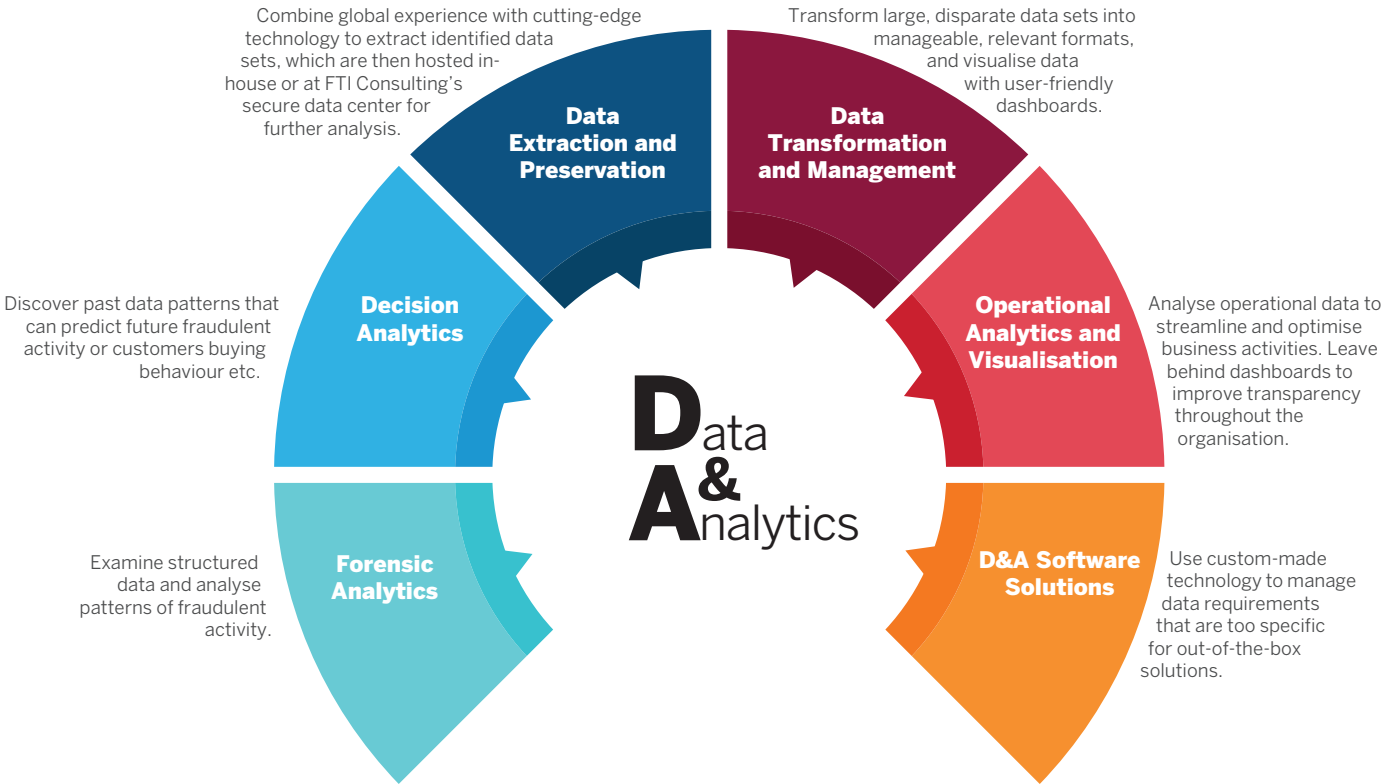 Combine global experience with cutting-edge
technology to extract identified data
sets, which are then hosted in-
house or at FTI Consulting's
secure data center for
further analysis.
Transform large, disparate data sets into
manageable, relevant formats,
and visualise data
with user-friendly
dashboards.
Data
Extraction and
Preservation
Data
Transformation
and Management
Discover past data patterns that
can predict future fraudulent
activity or customers buying
behaviour etc.
Decision
Analytics
Operational
Analytics and
Visualisation
Analyse operational data to
streamline and optimise
business activities. Leave
behind dashboards to
improve transparency
throughout the
organisation.
Data
&
Analytics
Examine structured
data and analyse
patterns of fraudulent
activity.
Forensic
Analytics
D&A Software
Solutions
Use custom-made
technology to manage
data requirements
that are too specific
for out-of-the-box
solutions.